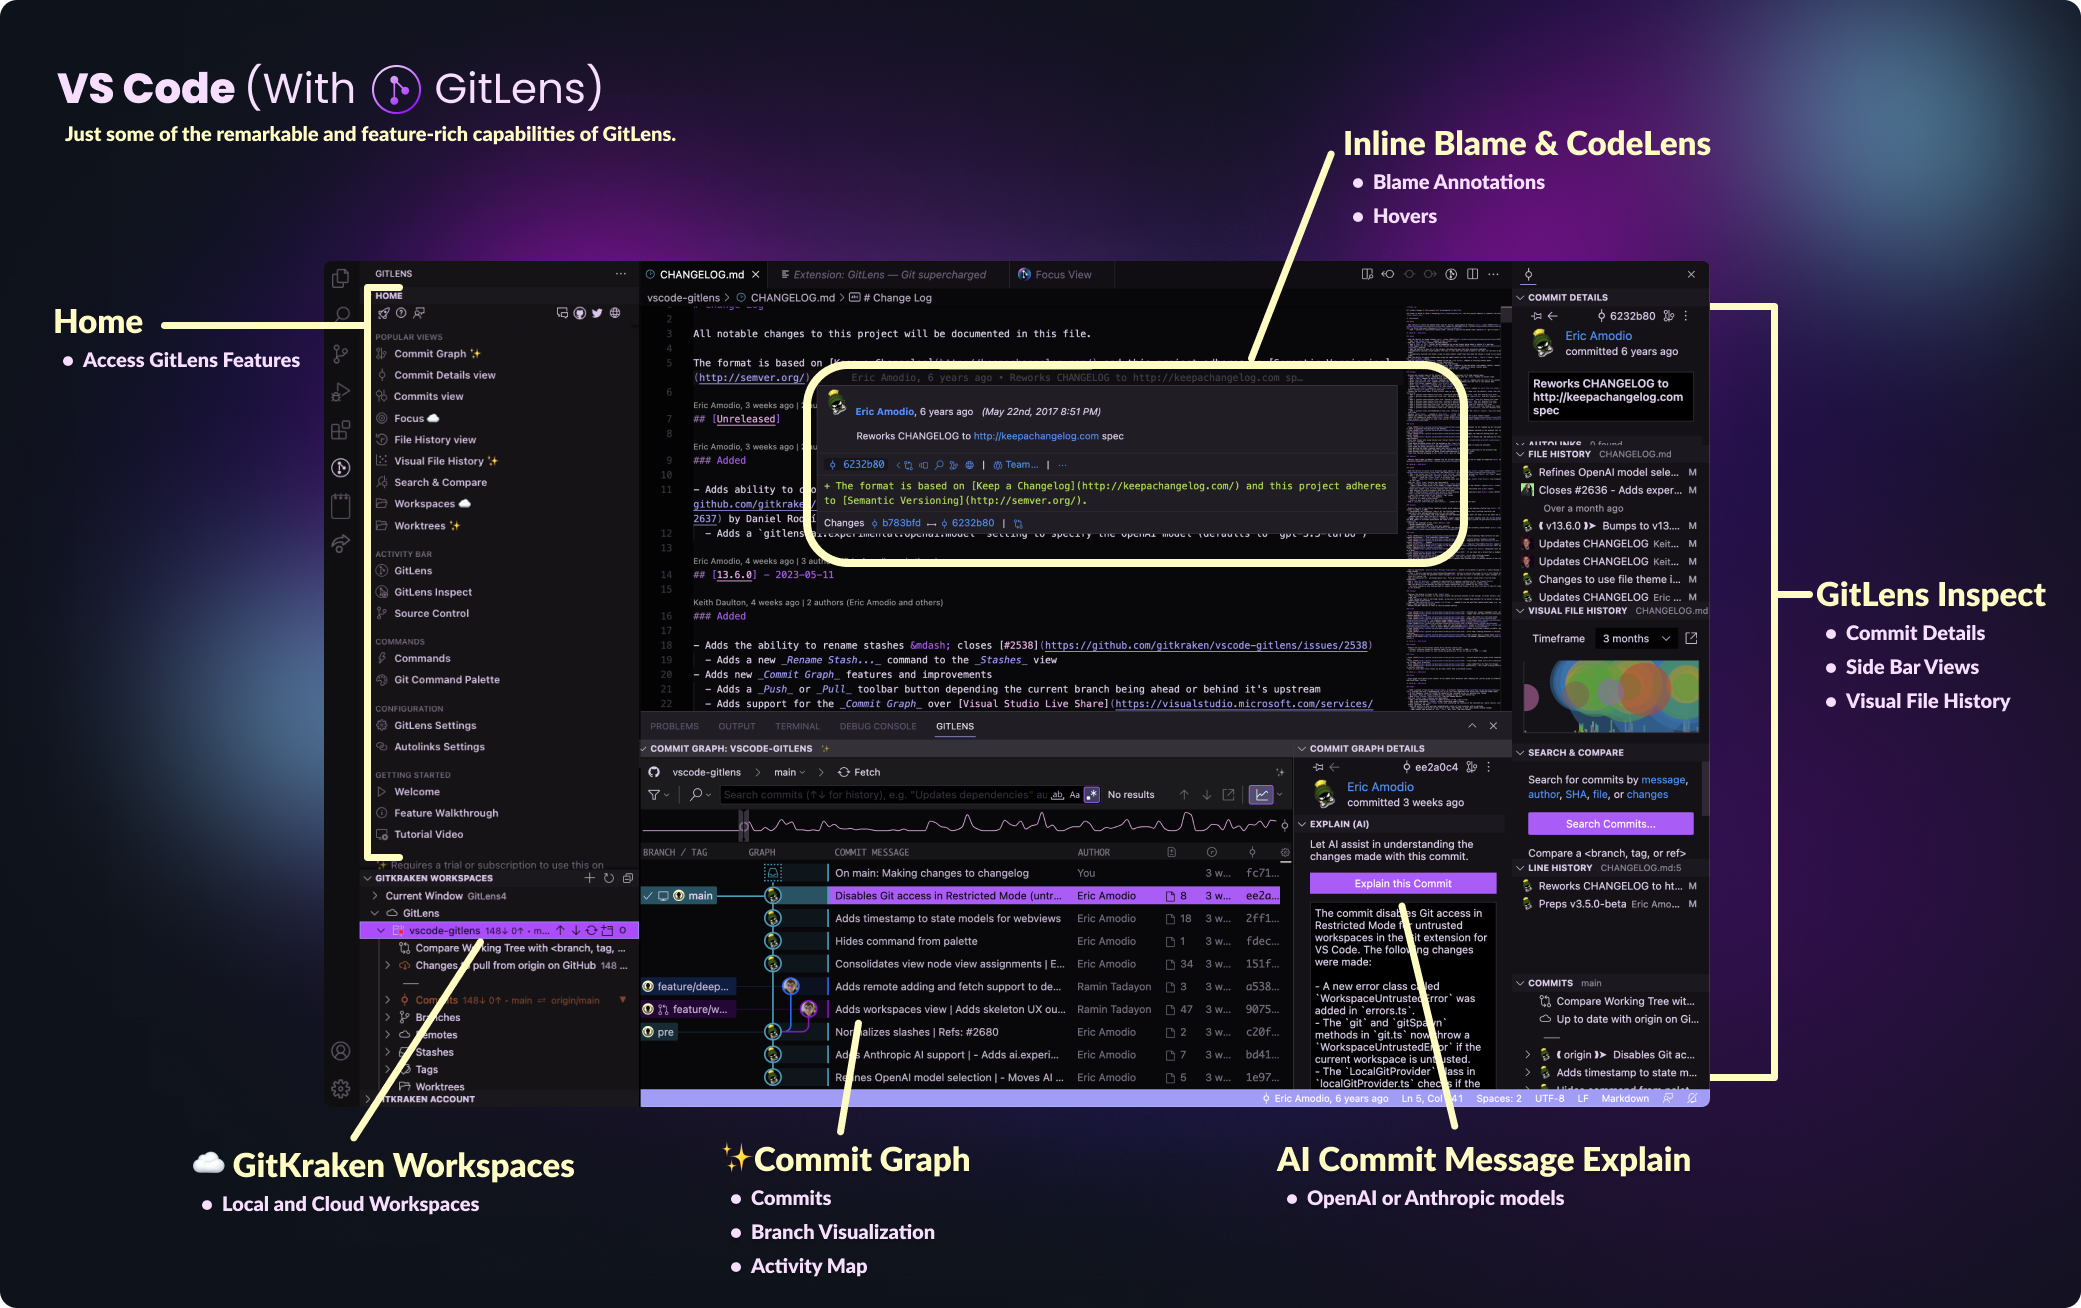 VS Code (With GitLens)
Just some of the remarkable and feature-rich capabilities of GitLens.
Inline Blame & CodeLens
Blame Annotations
Hovers
Home
Access GitLens Features
GitLens Inspect
Commit Details
Side Bar Views
Visual File History
GITLENS
HOME
POPULAR VIEWS
Commit Graph ✨
Commit Details view
Commits view
Focus ☁️
File History view
Visual File History ✨
Search & Compare
Workspaces ☁️
Worktrees ✨
ACTIVITY BAR
GitLens
GitLens Inspect
Source Control
COMMANDS
Commands
Git Command Palette
CONFIGURATION
GitLens Settings
Autolinks Settings
GETTING STARTED
Welcome
Feature Walkthrough
Tutorial Video
✨ Requires a trial or subscription to use this on
GITKRAKEN WORKSPACES
Current Window GitLens4
GitLens
vscode-gitlens 148↓ 0↑ • m...
Compare Working Tree with <branch, tag, ...
Changes to pull from origin on GitHub 148 ...
Commits 148↓ 0↑ • main ⇌ origin/main
Branches
Remotes
Stashes
Tags
Worktrees
GITKRAKEN ACCOUNT
CHANGELOG.md
Extension: GitLens — Git supercharged
Focus View
vscode-gitlens > CHANGELOG.md > # Change Log
2
3 All notable changes to this project will be documented in this file.
4
5 The format is based on
(http://semver.org/)
Eric Amodio, 6 years ago • Reworks CHANGELOG to http://keepachangelog.com sp…
6
Eric Amodio, 3 weeks ago | 2
7 ## [Unreleased]
8
Eric Amodio, 3 weeks ago |
9 ### Added
10
11 - Adds ability to
github.com/gitkraken
2637) by Daniel
12 - Adds a `gitlens.ai.experimental.openai.model` setting to specify the OpenAI model (defaults to `gpt-3.5-turbo`)
13
Eric Amodio, 6 years ago (May 22nd, 2017 8:51 PM)
Reworks CHANGELOG to http://keepachangelog.com spec
6232b80 | Team... | ...
+ The format is based on [Keep a Changelog](http://keepachangelog.com/) and this project adheres
to [Semantic Versioning](http://semver.org/).
Changes b783bfd ↔ 6232b80 |
Eric Amodio, 4 weeks ago | 3
14 ## [13.6.0] - 2023-05-11
15
Keith Daulton, 4 weeks ago | 2 authors (Eric Amodio and others)
16 ### Added
17
18 - Adds the ability to rename stashes &mdash; closes [#2538](https://github.com/gitkraken/vscode-gitlens/issues/2538)
19 - Adds a new _Rename Stash..._ command to the _Stashes_ view
20 - Adds new _Commit Graph_ features and improvements
21 - Adds a _Push_ or _Pull_ toolbar button depending the current branch being ahead or behind it's upstream
22 - Adds support for the _Commit Graph_ over [Visual Studio Live Share](https://visualstudio.microsoft.com/services/
PROBLEMS OUTPUT TERMINAL DEBUG CONSOLE GITLENS
COMMIT GRAPH: VSCODE-GITLENS ✨
vscode-gitlens > main > Fetch
Search commits (↑↓ for history), e.g. "Updates dependencies" au
ab Aa .* No results
BRANCH / TAG GRAPH COMMIT MESSAGE AUTHOR
On main: Making changes to changelog You 3 w... fc71...
main Disables Git access in Restricted Mode (untr... Eric Amodio 8 3 w... ee2a...
Adds timestamp to state models for webviews Eric Amodio 18 3 w... 2ff1...
Hides command from palette Eric Amodio 1 3 w... fdec...
Consolidates view node view assignments | E... Eric Amodio 34 3 w... 151f...
feature/deep... Adds remote adding and fetch support to de... Ramin Tadayon 3 3 w... a538...
feature/w... Adds workspaces view | Adds skeleton UX ou... Ramin Tadayon 47 3 w... 9075...
pre Normalizes slashes | Refs: #2680 Eric Amodio 2 3 w... c20f...
Adds Anthropic AI support | - Adds ai.experi... Eric Amodio 7 3 w... bd41...
Refines OpenAI model selection | - Moves AI ... Eric Amodio 5 3 w... 1e97...
COMMIT GRAPH DETAILS
ee2a0c4
Eric Amodio
committed 3 weeks ago
EXPLAIN (AI)
Let AI assist in understanding the
changes made with this commit.
Explain this Commit
The commit disables Git access in
Restricted Mode for untrusted
workspaces in the Git extension for
VS Code. The following changes
were made:
- A new error class called
`WorkspaceUntrustedError` was
added in `errors.ts`.
- The `git` and `gitSpawn`
methods in `git.ts` now throw a
`WorkspaceUntrustedError` if
the current workspace is untrusted.
- The `LocalGitProvider` class in
`localGitProvider.ts` checks if the
COMMIT DETAILS
6232b80
Eric Amodio
committed 6 years ago
Reworks CHANGELOG to
http://keepachangelog.com
spec
AUTOLINKS 0 found
FILE HISTORY CHANGELOG.md
Refines OpenAI model sele... M
Closes #2636 - Adds exper... M
Over a month ago
v13.6.0 Bumps to v13.... M
Updates CHANGELOG Keit... M
Updates CHANGELOG Keit... M
Changes to use file theme i... M
Updates CHANGELOG Eric ... M
VISUAL FILE HISTORY CHANGELOG.md
Timeframe 3 months
SEARCH & COMPARE
Search for commits by message,
author, SHA, file, or changes
Search Commits...
Compare a <branch, tag, or ref>
LINE HISTORY CHANGELOG.md:5
Reworks CHANGELOG to ht... M
Preps v3.5.0-beta Eric Amo... M
COMMITS main
Compare Working Tree wit...
Up to date with origin on Gi...
origin Disables Git ac...
Adds timestamp to state m...
Eric Amodio, 6 years ago Ln 5, Col 41 Spaces: 2 UTF-8 LF Markdown
☁️ GitKraken Workspaces
Local and Cloud Workspaces
✨Commit Graph
Commits
Branch Visualization
Activity Map
AI Commit Message Explain
OpenAI or Anthropic models